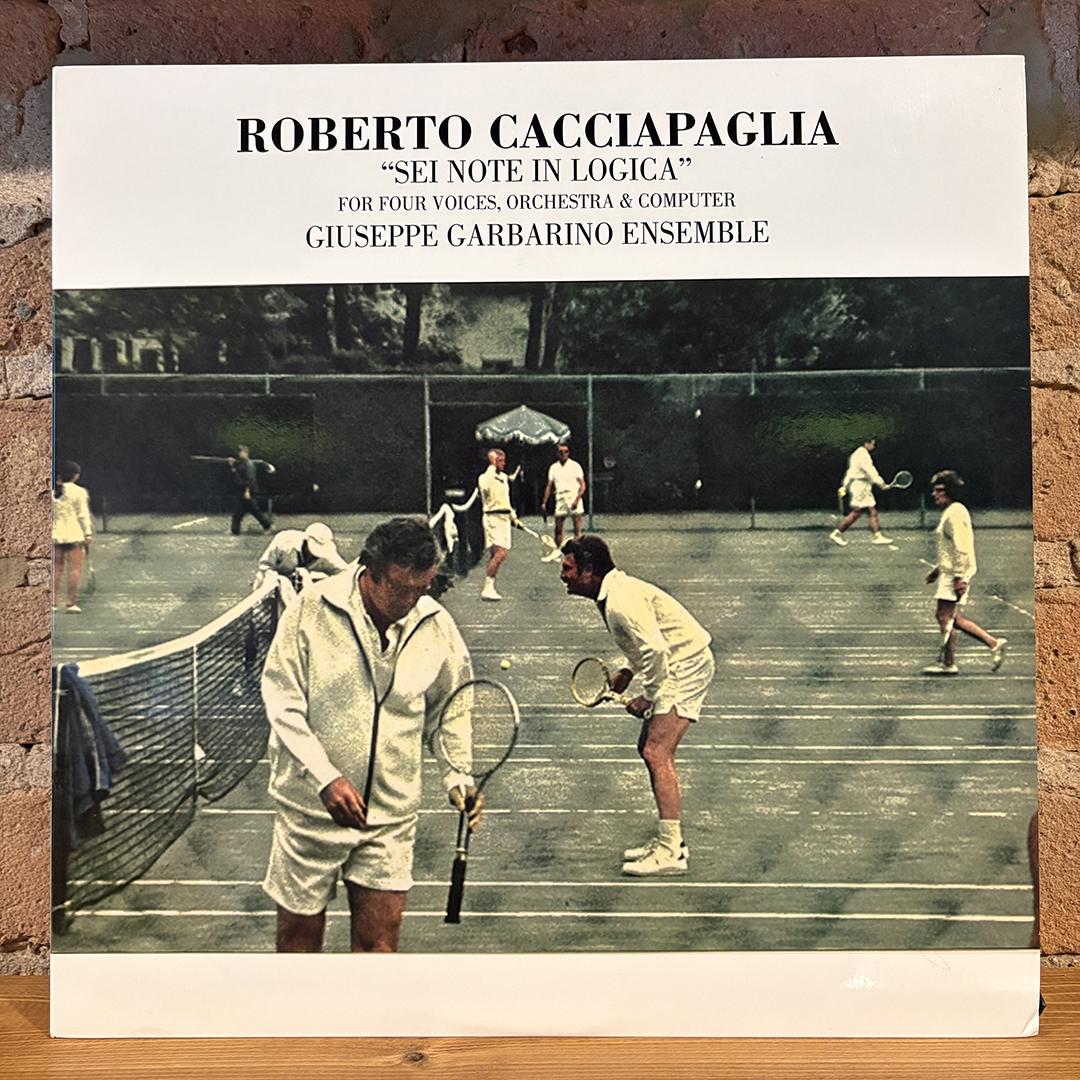 ROBERTO CACCIAPAGLIA
“SEI NOTE IN LOGICA”
FOR FOUR VOICES, ORCHESTRA & COMPUTER
GIUSEPPE GARBARINO ENSEMBLE